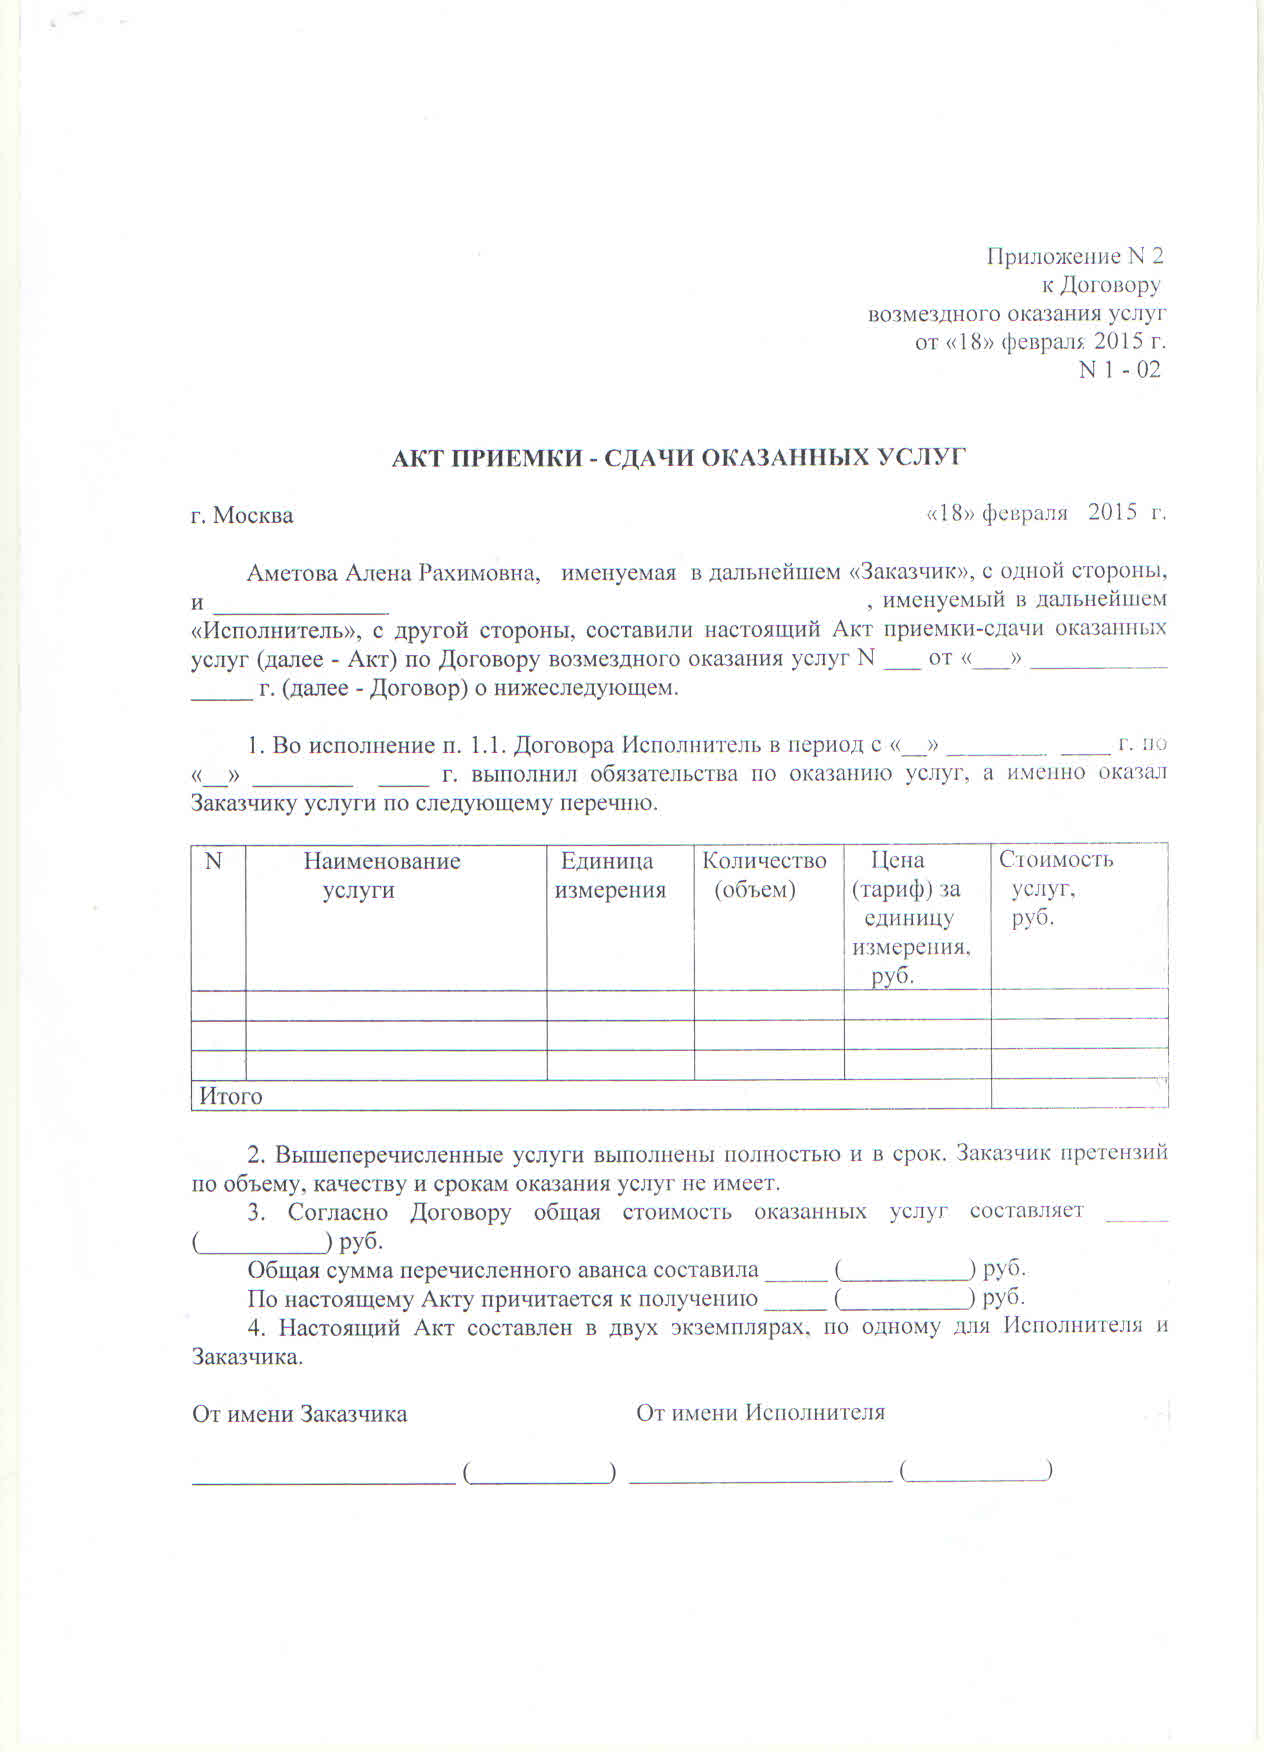 Приложение N 2
к Договору
возмездного оказания услуг
от «18» февраля 2015 г.
N 1 - 02
АКТ ПРИЕМКИ - СДАЧИ ОКАЗАННЫХ УСЛУГ
г. Москва «18» февраля 2015 г.
Аметова Алена Рахимовна, именуемая в дальнейшем «Заказчик», с одной стороны,
и ______________ , именуемый в дальнейшем
«Исполнитель», с другой стороны, составили настоящий Акт приемки-сдачи оказанных
услуг (далее - Акт) по Договору возмездного оказания услуг N ___ от «___» ___________
_____ г. (далее - Договор) о нижеследующем.
1. Во исполнение п. 1.1. Договора Исполнитель в период с «__» ________ ____ г. по
«__» ________ ____ г. выполнил обязательства по оказанию услуг, а именно оказал
Заказчику услуги по следующему перечню.
N Наименование Единица Количество Цена Стоимость
услуги измерения (объем) (тариф) за услуг,
единицу руб.
измерения,
руб.
Итого
2. Вышеперечисленные услуги выполнены полностью и в срок. Заказчик претензий
по объему, качеству и срокам оказания услуг не имеет.
3. Согласно Договору общая стоимость оказанных услуг составляет _____
(__________) руб.
Общая сумма перечисленного аванса составила _____ (__________) руб.
По настоящему Акту причитается к получению _____ (__________) руб.
4. Настоящий Акт составлен в двух экземплярах, по одному для Исполнителя и
Заказчика.
От имени Заказчика От имени Исполнителя
_____________________ (___________) _____________________ (___________)